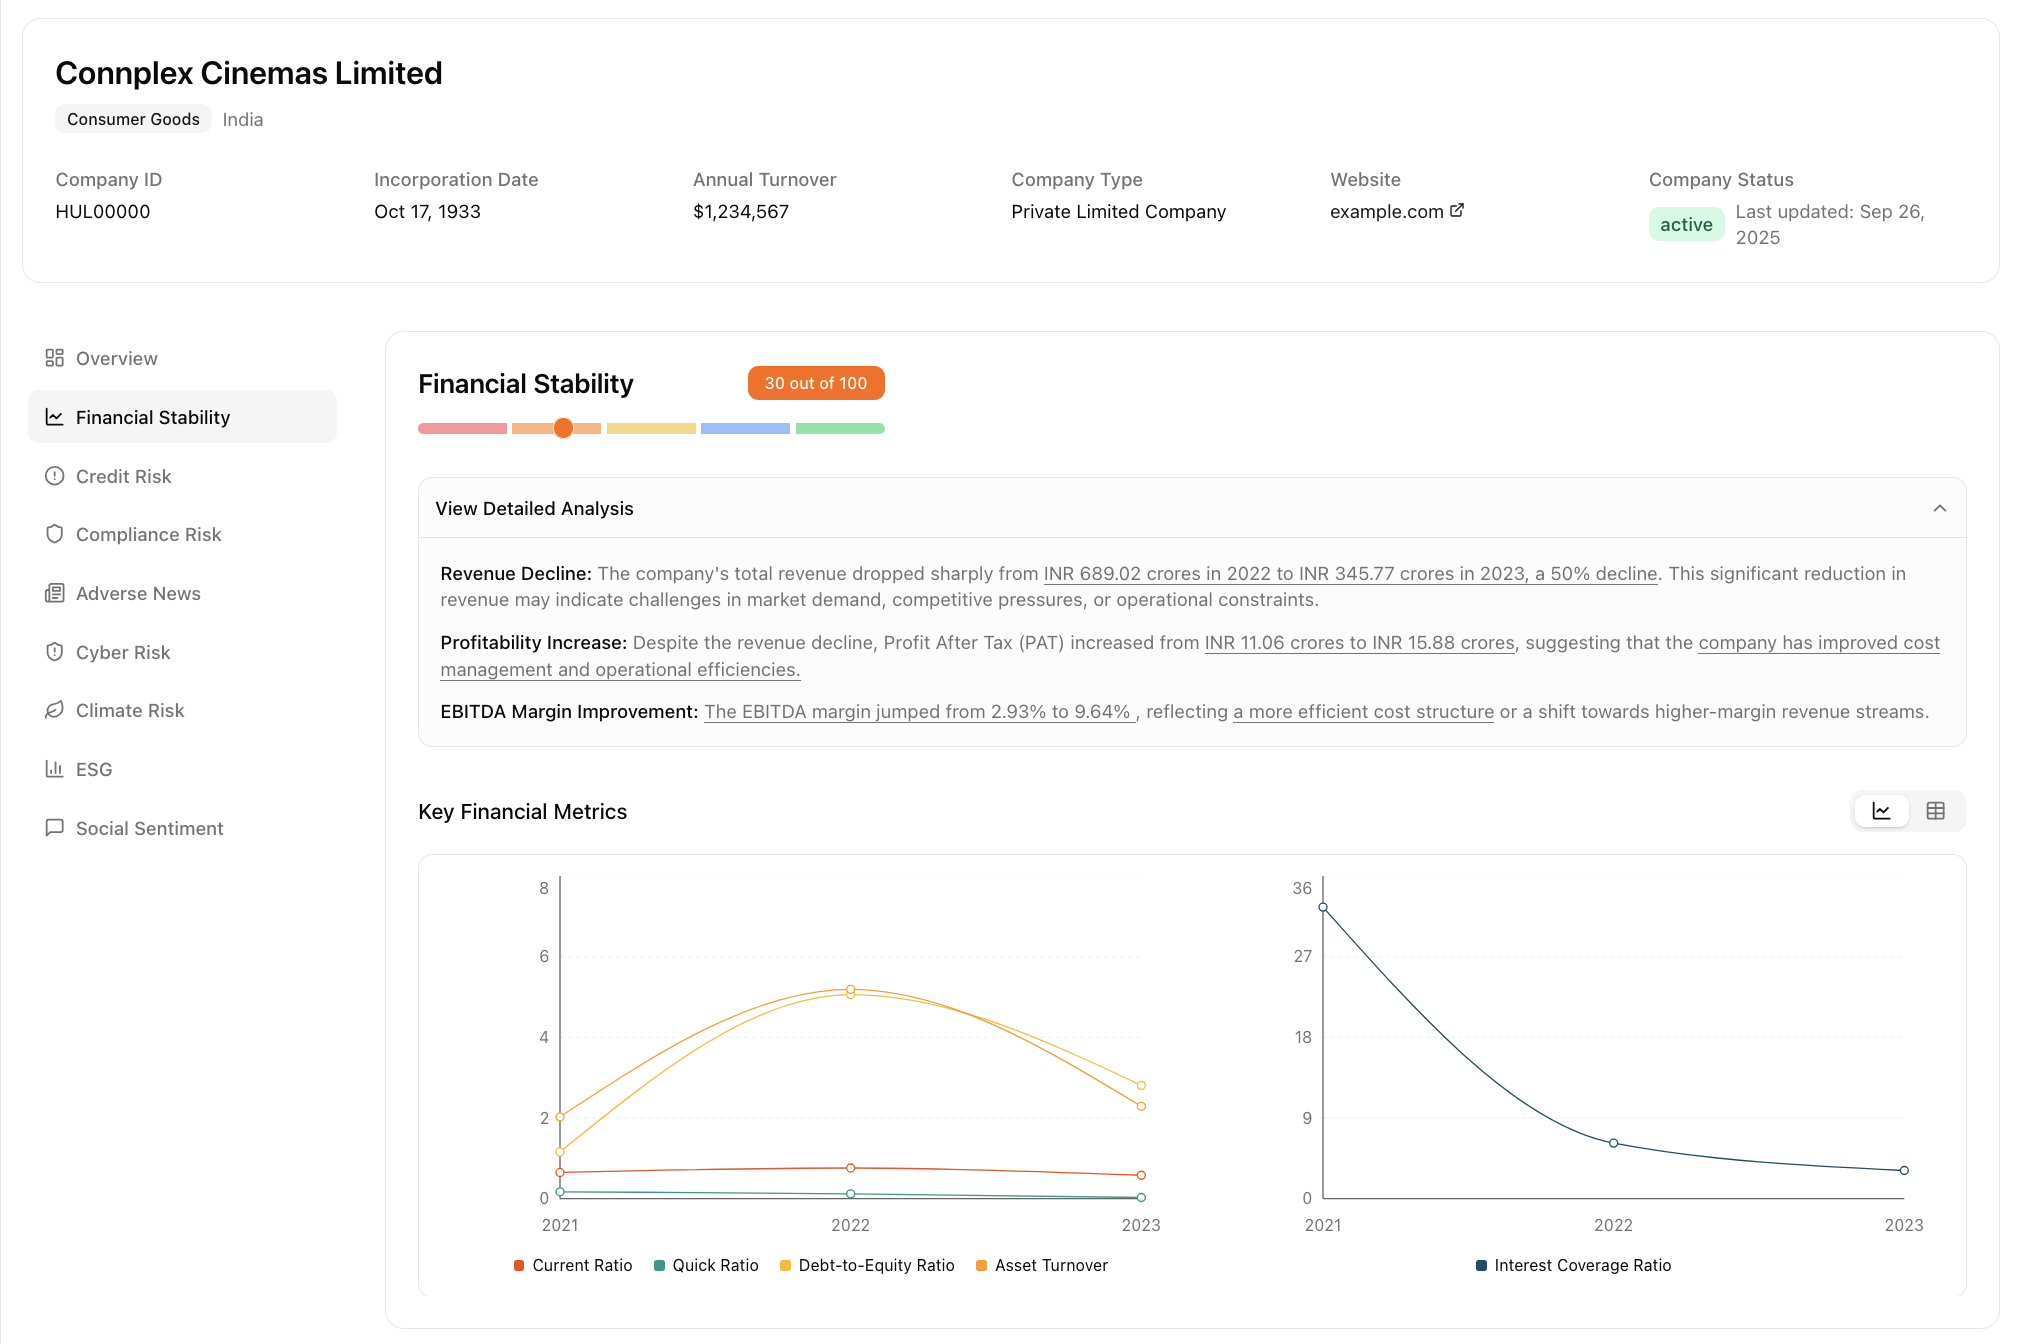 Connplex Cinemas Limited
Consumer Goods India
Company ID
HUL00000
Incorporation Date
Oct 17, 1933
Annual Turnover
$1,234,567
Company Type
Private Limited Company
Website
example.com
Company Status
active
Last updated: Sep 26,
2025
Overview
Financial Stability
Credit Risk
Compliance Risk
Adverse News
Cyber Risk
Climate Risk
ESG
Social Sentiment
Financial Stability
30 out of 100
View Detailed Analysis
Revenue Decline: The company's total revenue dropped sharply from INR 689.02 crores in 2022 to INR 345.77 crores in 2023, a 50% decline. This significant reduction in
revenue may indicate challenges in market demand, competitive pressures, or operational constraints.
Profitability Increase: Despite the revenue decline, Profit After Tax (PAT) increased from INR 11.06 crores to INR 15.88 crores, suggesting that the company has improved cost
management and operational efficiencies.
EBITDA Margin Improvement: The EBITDA margin jumped from 2.93% to 9.64% , reflecting a more efficient cost structure or a shift towards higher-margin revenue streams.
Key Financial Metrics
8
6
4
2
0
2021 2022 2023
Current Ratio Quick Ratio Debt-to-Equity Ratio Asset Turnover
36
27
18
9
0
2021 2022 2023
Interest Coverage Ratio